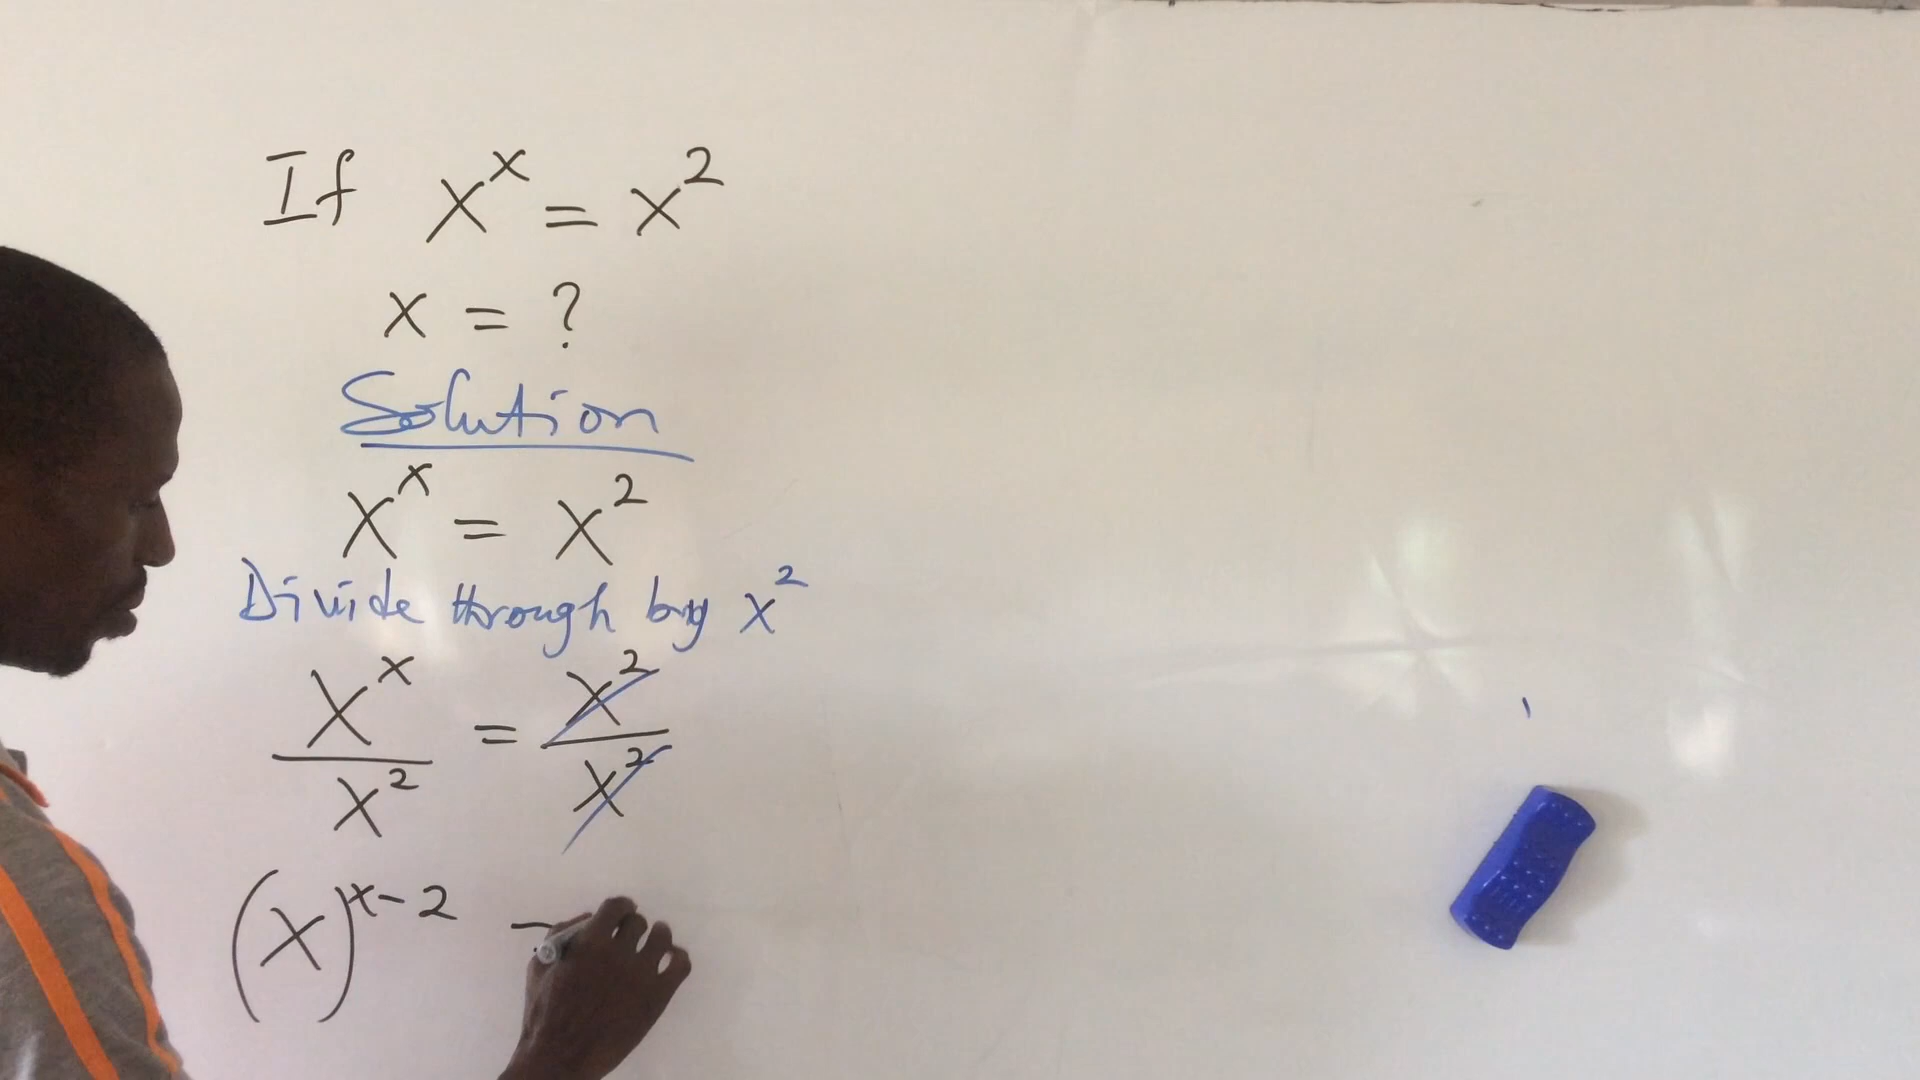 If x^x = x^2
x = ?
Solution
x^x = x^2
Divide through by x^2
x^x/x^2 = x^2/x^2
(x)^x-2 =